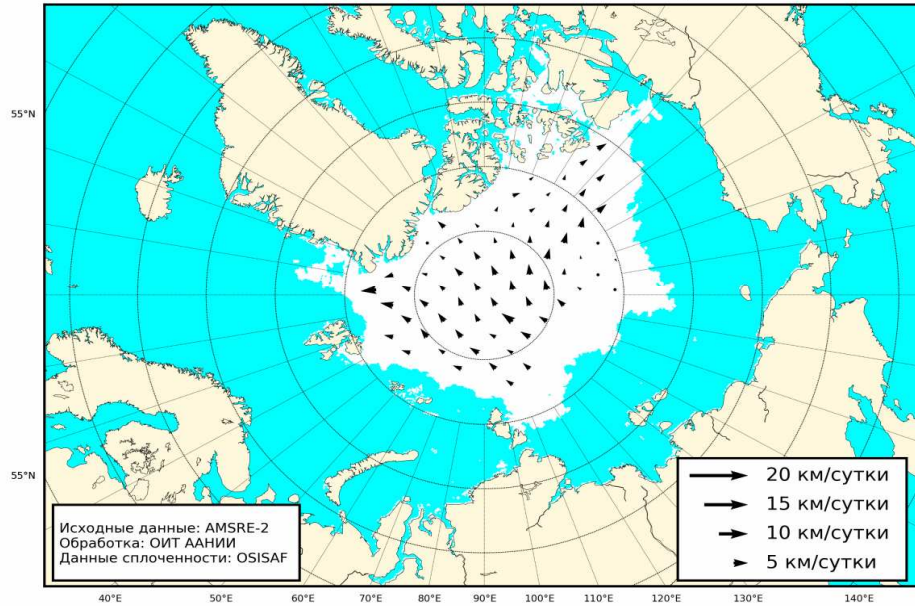 55°N
55°N
20 км/сутки
15 км/сутки
10 км/сутки
5 км/сутки
Исходные данные: AMSRE-2
Обработка: ОИТ ААНИИ
Данные сплоченности: OSISAF
40°E 60°E 70°E 80°E 90°E 100°E 110°E 120°E 130°E 140°E